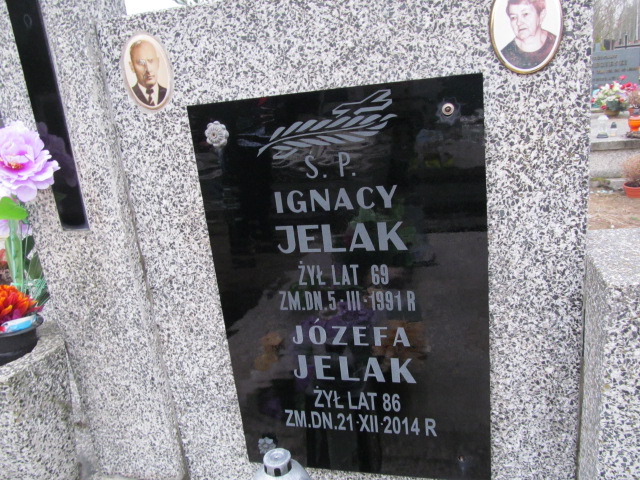 Ś. P.
IGNACY
JELAK
ŻYŁ LAT 69
ZM.DN.5·III·1991 R
JÓZEFA
JELAK
ŻYŁ LAT 86
ZM.DN.21·XII·2014 R